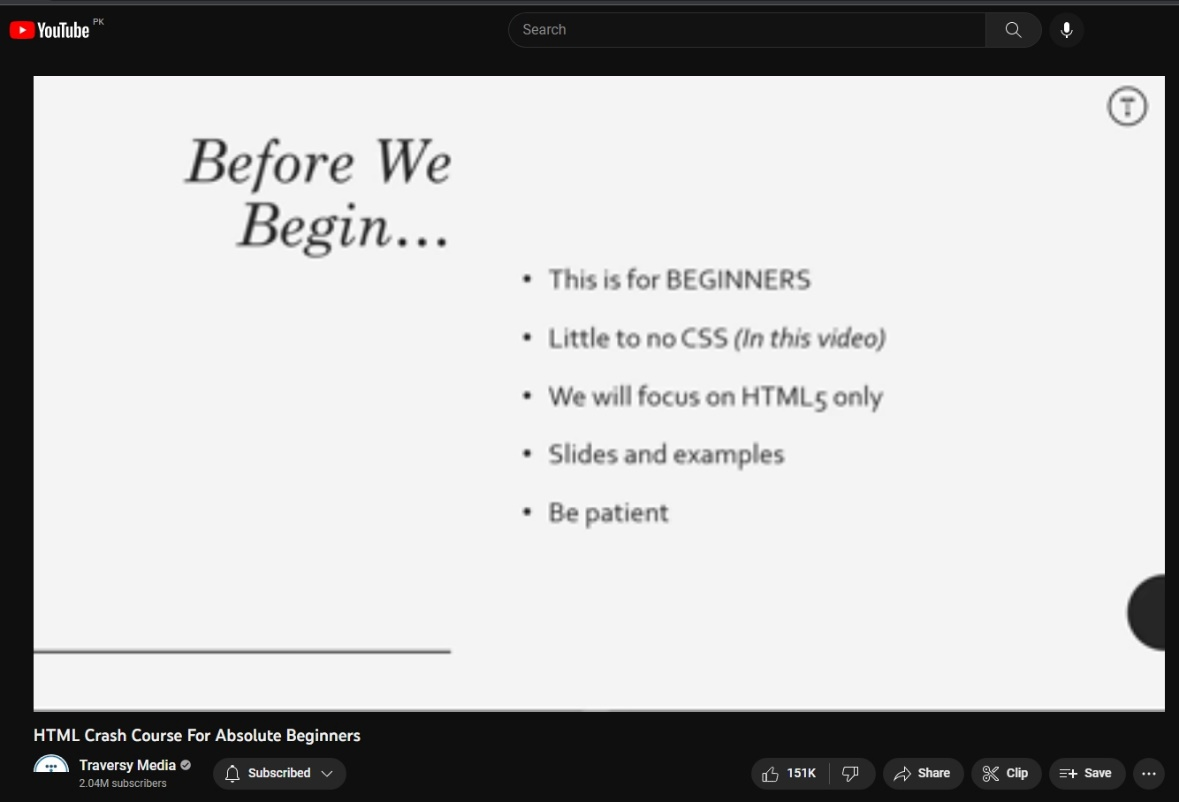 YouTube PK
Search
T
Before We
Begin...
• This is for BEGINNERS
• Little to no CSS (In this video)
• We will focus on HTML5 only
• Slides and examples
• Be patient
HTML Crash Course For Absolute Beginners
Traversy Media
2.04M subscribers
Subscribed
151K
Share
Clip
Save